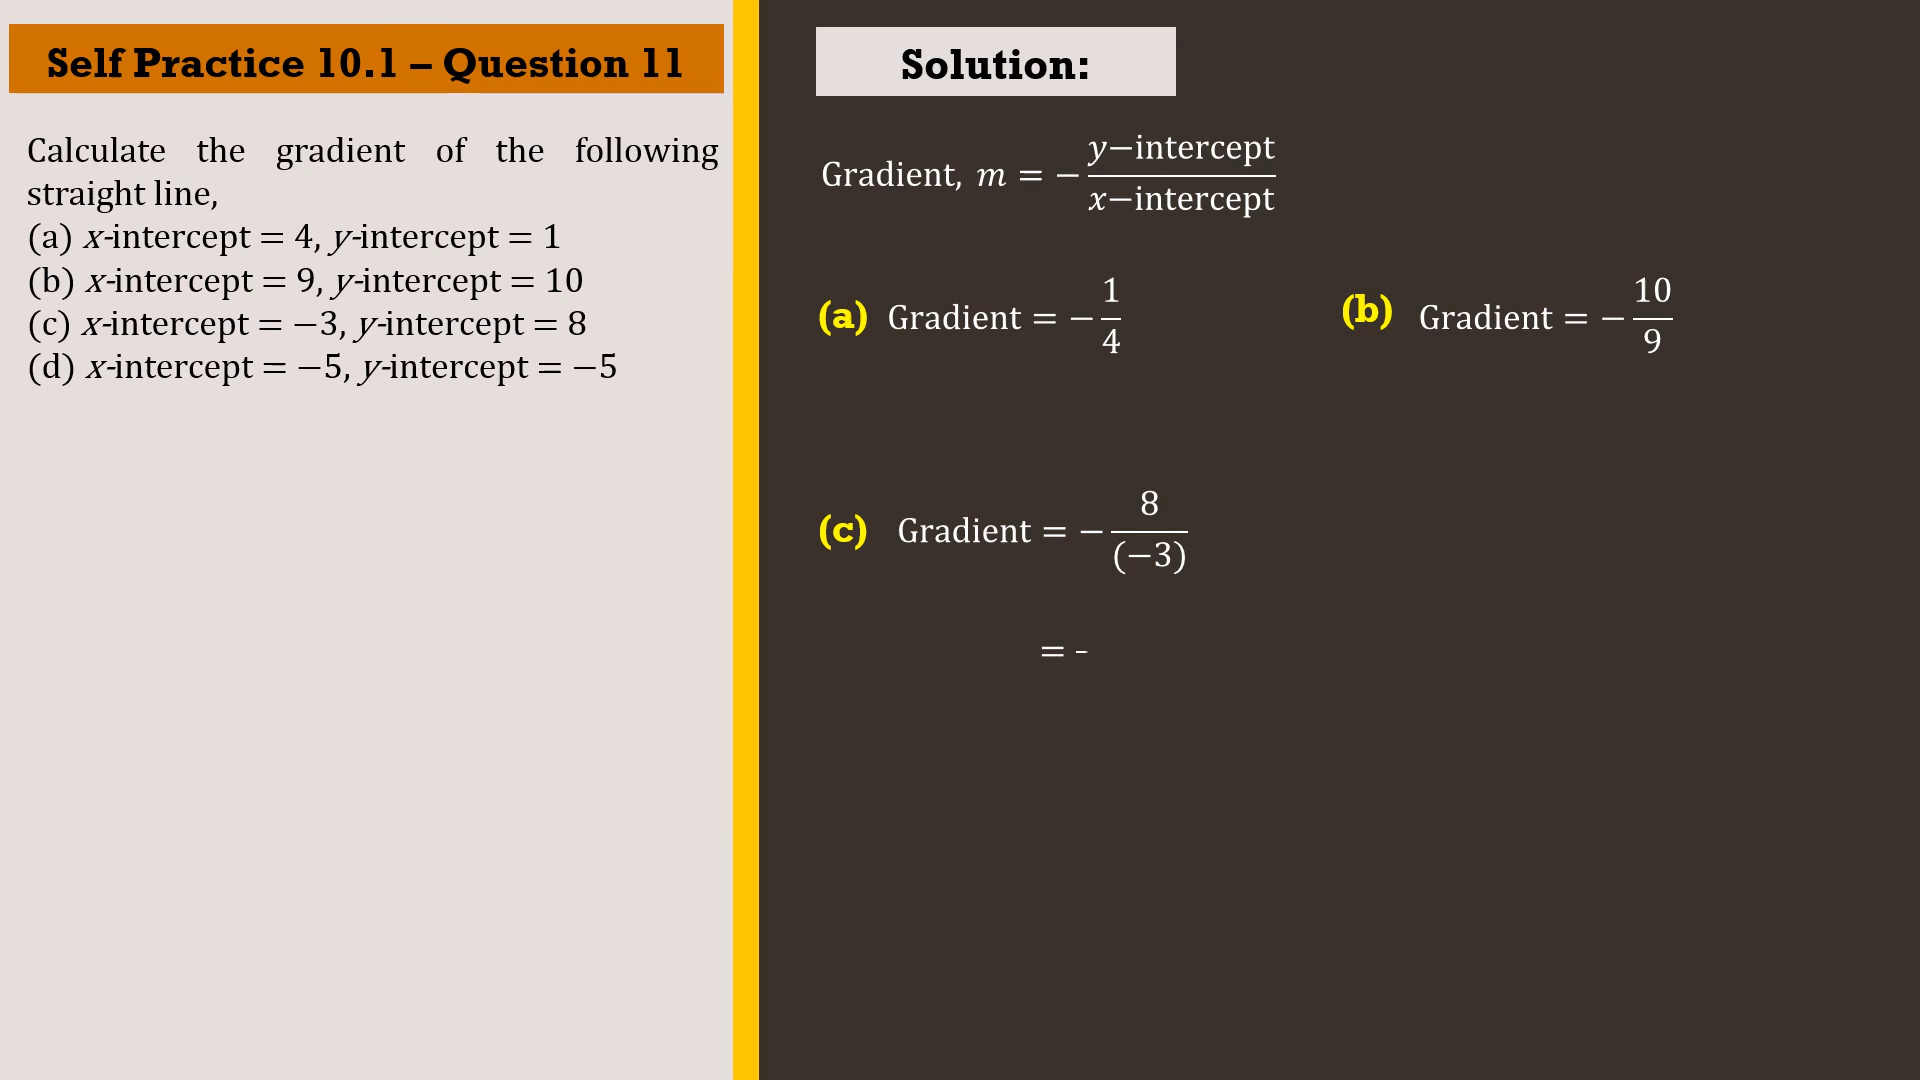 Self Practice 10.1 – Question 11
Calculate the gradient of the following
straight line,
(a) x-intercept = 4, y-intercept = 1
(b) x-intercept = 9, y-intercept = 10
(c) x-intercept = −3, y-intercept = 8
(d) x-intercept = −5, y-intercept = −5
Solution:
Gradient, m = − y−intercept / x−intercept
(a) Gradient = − 1/4
(b) Gradient = − 10/9
(c) Gradient = − 8/(−3)
= -